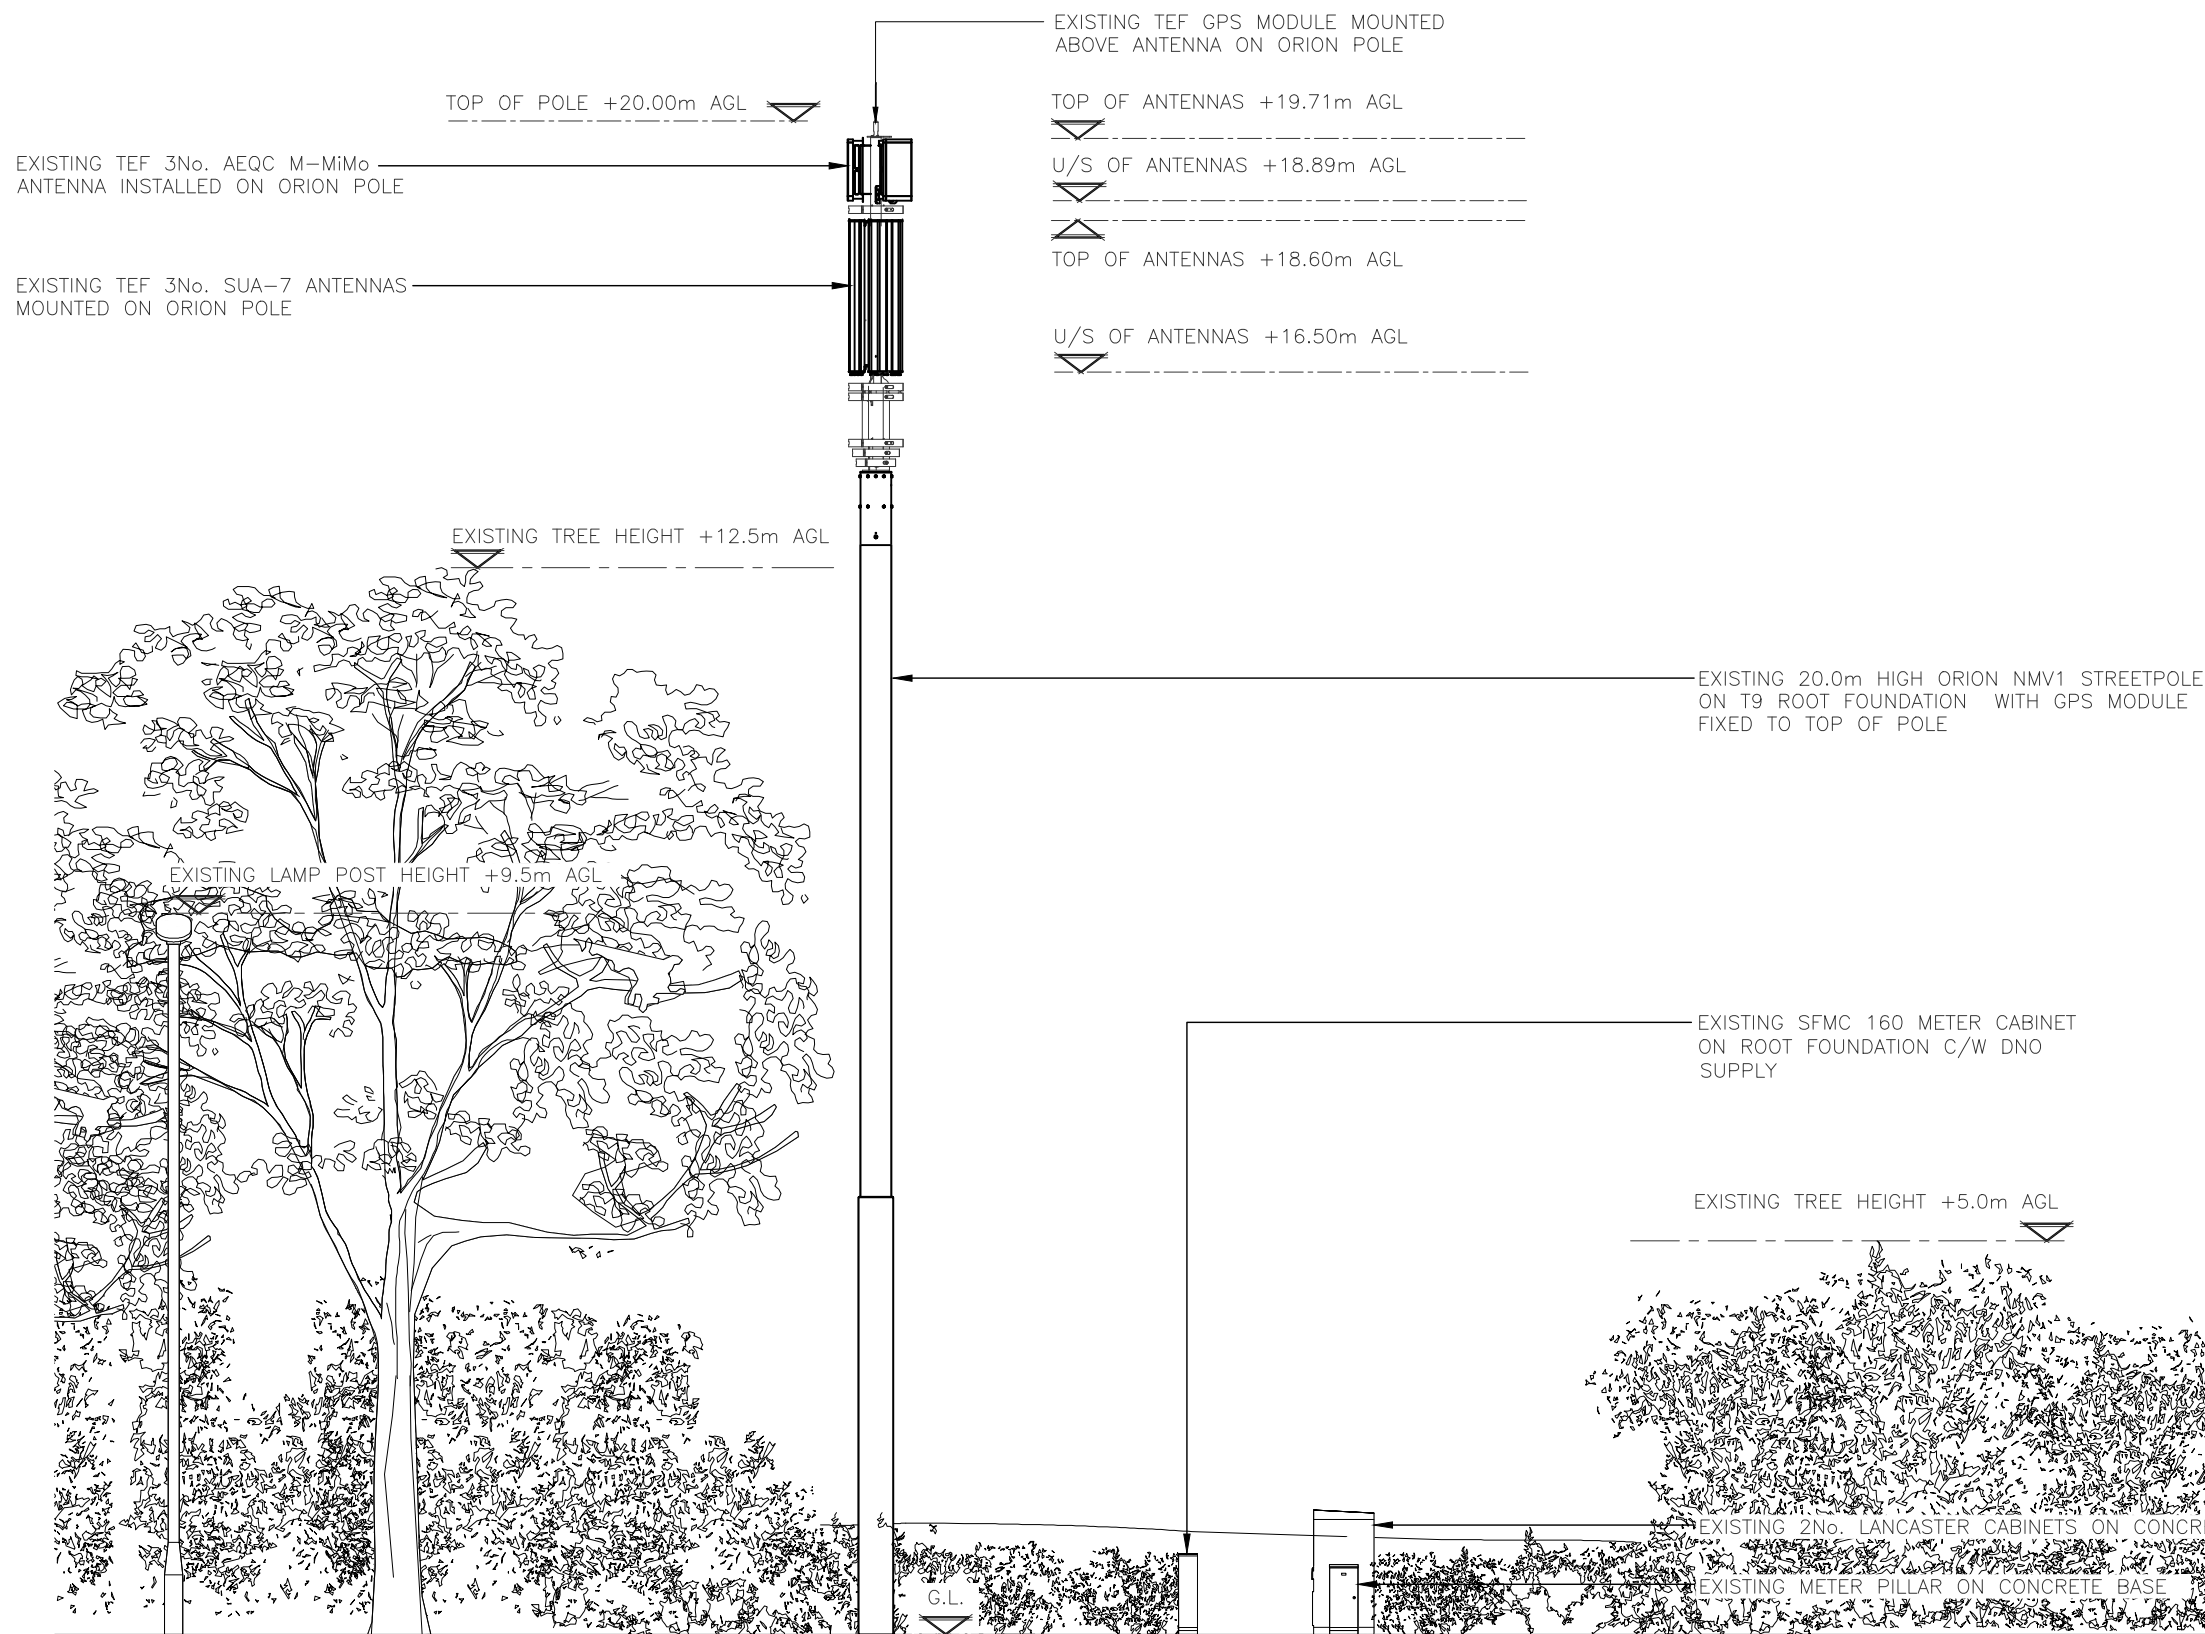 EXISTING TEF GPS MODULE MOUNTED
ABOVE ANTENNA ON ORION POLE
TOP OF POLE +20.00m AGL
TOP OF ANTENNAS +19.71m AGL
EXISTING TEF 3No. AEQC M-MiMo
ANTENNA INSTALLED ON ORION POLE
U/S OF ANTENNAS +18.89m AGL
TOP OF ANTENNAS +18.60m AGL
EXISTING TEF 3No. SUA-7 ANTENNAS
MOUNTED ON ORION POLE
U/S OF ANTENNAS +16.50m AGL
EXISTING TREE HEIGHT +12.5m AGL
EXISTING 20.0m HIGH ORION NMV1 STREETPOLE
ON T9 ROOT FOUNDATION WITH GPS MODULE
FIXED TO TOP OF POLE
EXISTING LAMP POST HEIGHT +9.5m AGL
EXISTING SFMC 160 METER CABINET
ON ROOT FOUNDATION C/W DNO
SUPPLY
EXISTING TREE HEIGHT +5.0m AGL
EXISTING 2No. LANCASTER CABINETS ON CONCR
EXISTING METER PILLAR ON CONCRETE BASE
G.L.